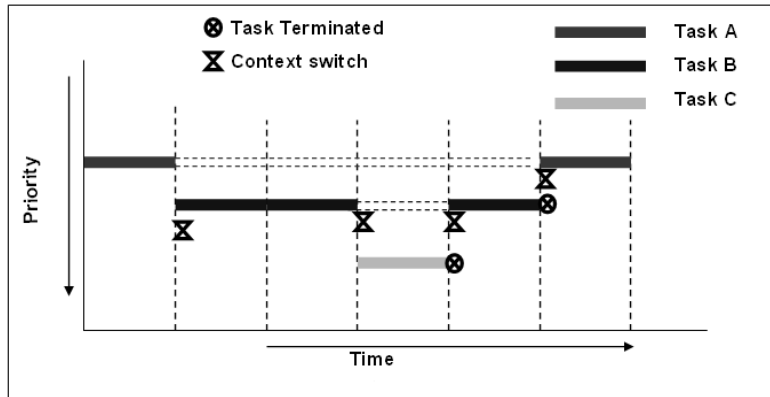 Task Terminated
Context switch
Task A
Task B
Task C
Priority
Time